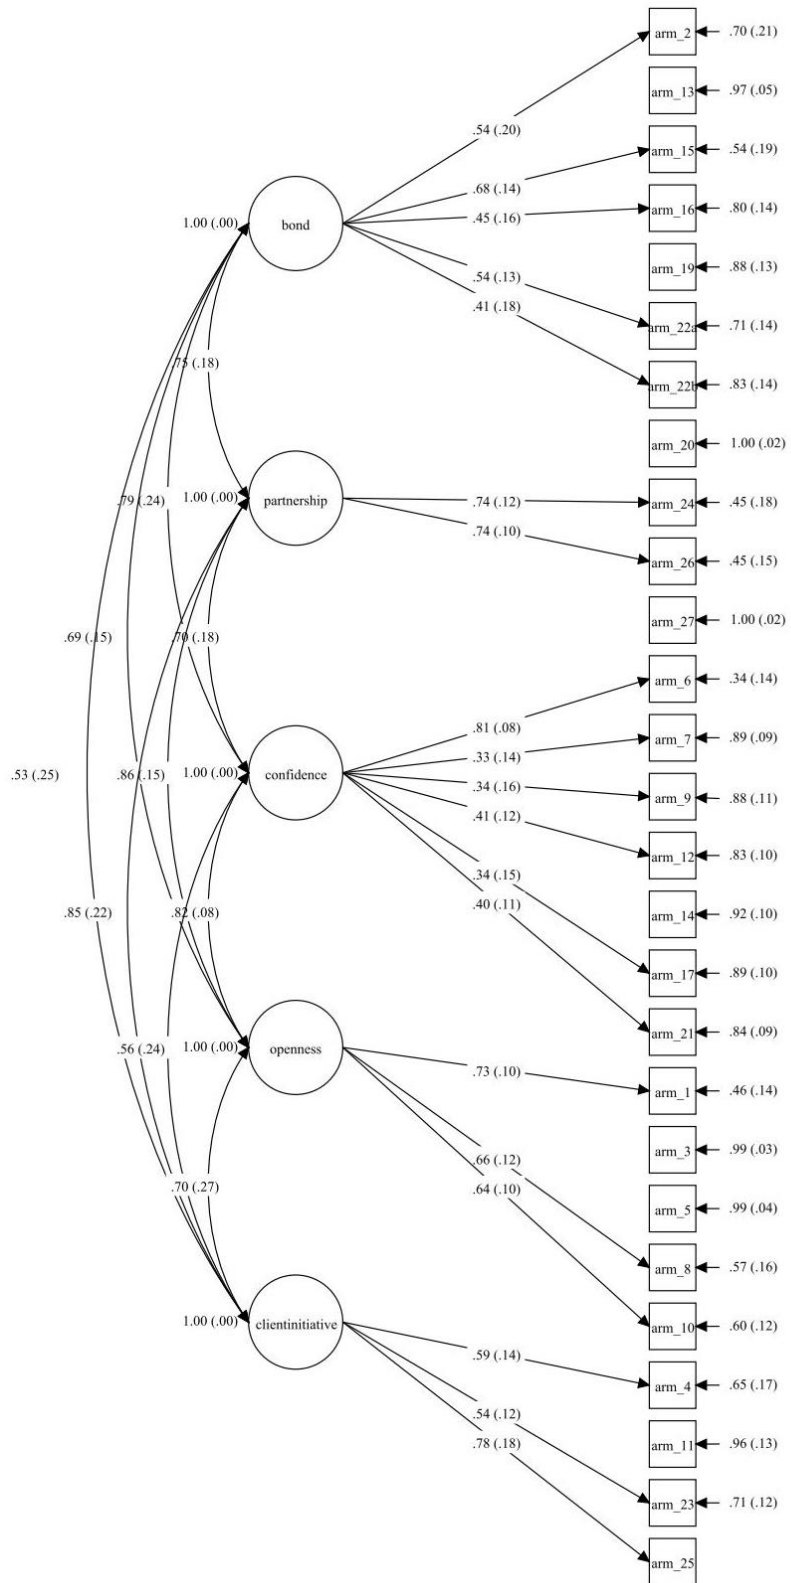 arm_2
.70 (.21)
arm_13
.97 (.05)
.54 (.20)
arm_15
.54 (.19)
.68 (.14)
arm_16
.80 (.14)
1.00 (.00)
bond
.45 (.16)
arm_19
.88 (.13)
.54 (.13)
.41 (.18)
arm_22a
.71 (.14)
.75 (.18)
arm_22b
.83 (.14)
arm_20
1.00 (.02)
.79 (.24)
1.00 (.00)
partnership
.74 (.12)
arm_24
.45 (.18)
.74 (.10)
arm_26
.45 (.15)
arm_27
1.00 (.02)
.69 (.15)
.70 (.18)
arm_6
.34 (.14)
.81 (.08)
arm_7
.89 (.09)
.33 (.14)
.53 (.25)
.86 (.15)
1.00 (.00)
confidence
.34 (.16)
arm_9
.88 (.11)
.41 (.12)
arm_12
.83 (.10)
.34 (.15)
.40 (.11)
arm_14
.92 (.10)
.85 (.22)
.82 (.08)
arm_17
.89 (.10)
arm_21
.84 (.09)
.56 (.24)
1.00 (.00)
openness
.73 (.10)
arm_1
.46 (.14)
arm_3
.99 (.03)
.66 (.12)
.64 (.10)
.70 (.27)
arm_5
.99 (.04)
arm_8
.57 (.16)
1.00 (.00)
clientinitiative
arm_10
.60 (.12)
.59 (.14)
arm_4
.65 (.17)
.54 (.12)
.78 (.18)
arm_11
.96 (.13)
arm_23
.71 (.12)
arm_25